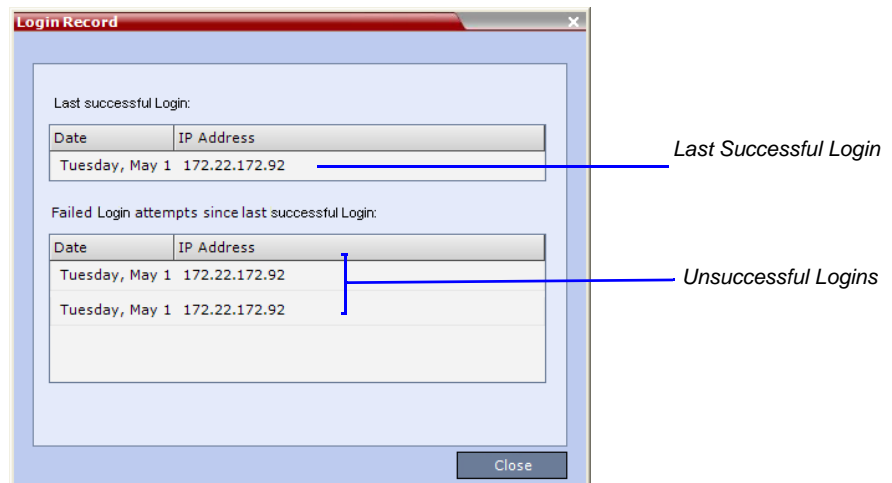 Login Record
Last successful Login:
Date IP Address
Tuesday, May 1 172.22.172.92
Last Successful Login
Failed Login attempts since last successful Login:
Date IP Address
Tuesday, May 1 172.22.172.92
Unsuccessful Logins
Tuesday, May 1 172.22.172.92
Close